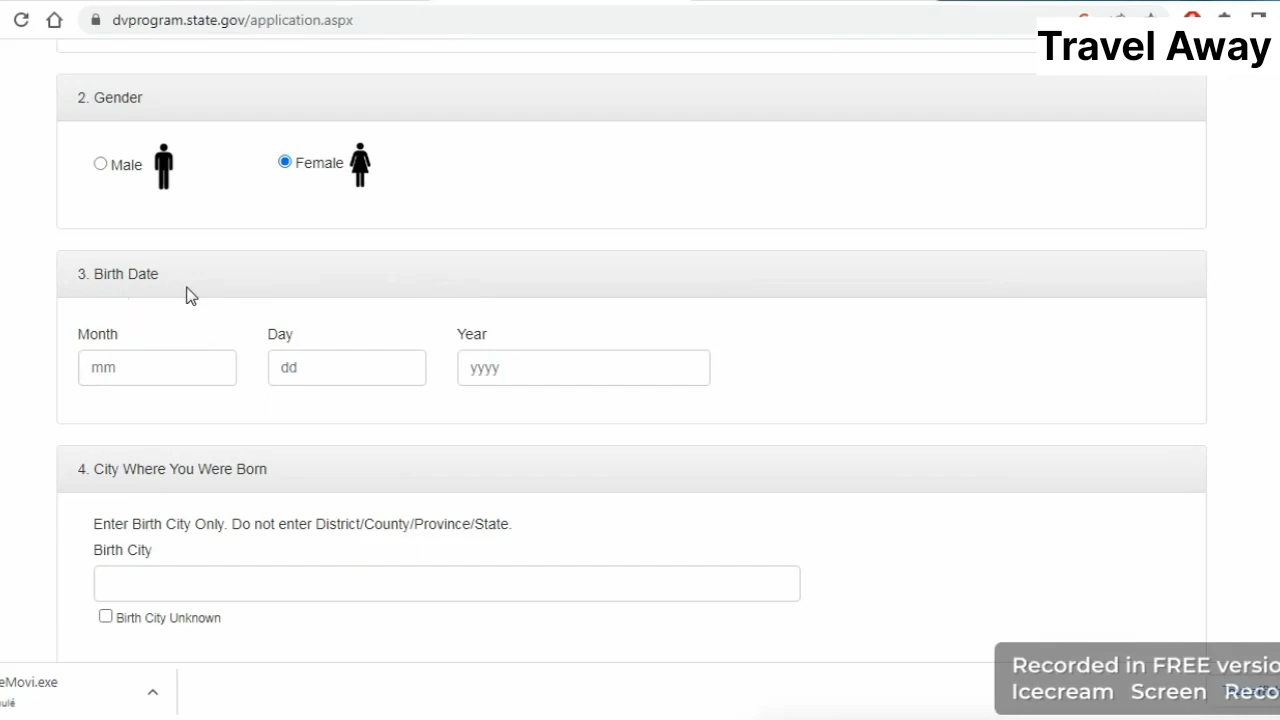 dvprogram.state.gov/application.aspx
Travel Away
2. Gender
Male
Female
3. Birth Date
Month
Day
Year
mm
dd
yyyy
4. City Where You Were Born
Enter Birth City Only. Do not enter District/County/Province/State.
Birth City
Birth City Unknown
eMovi.exe
ulé
Recorded in FREE versio
Icecream Screen Reco